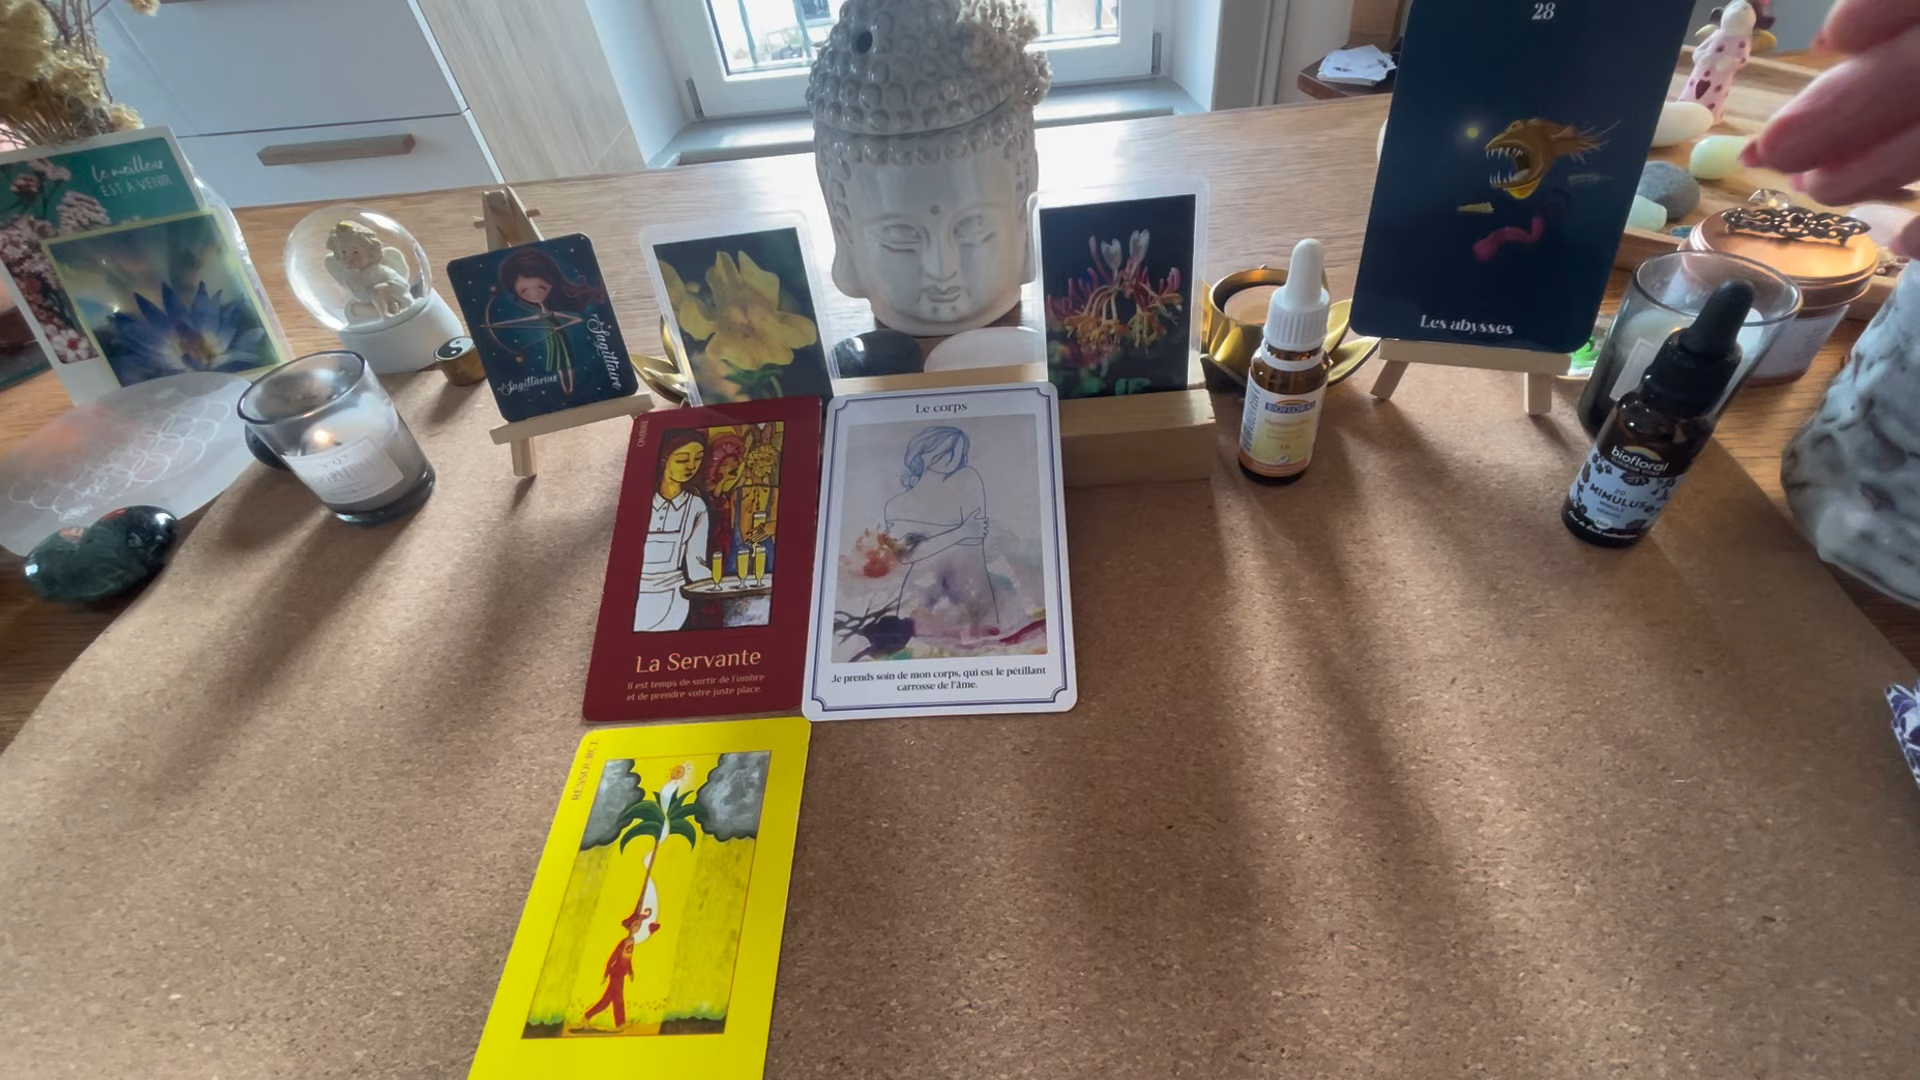 28
le meilleur
EST À VENIR
Sagittaire
Sagittarius
Les abysses
OMBRE
Le corps
BIOFLORAL
biofloral
20
MIMULUS
La Servante
Il est temps de sortir de l'ombre
et de prendre votre juste place.
Je prends soin de mon corps, qui est le pétillant
carrosse de l'âme.
RESSOURCE